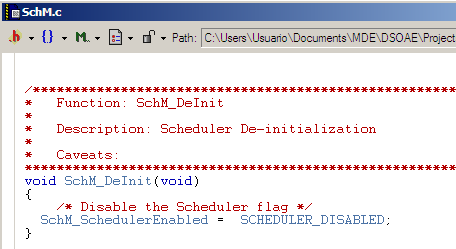 SchM.c
.h {} M. Path: C:\Users\Usuario\Documents\MDE\DSOAE\Project
/*****************************************************
* Function: SchM_DeInit
*
* Description: Scheduler De-initialization
*
* Caveats:
******************************************************
void SchM_DeInit(void)
{
/* Disable the Scheduler flag */
SchM_SchedulerEnabled = SCHEDULER_DISABLED;
}